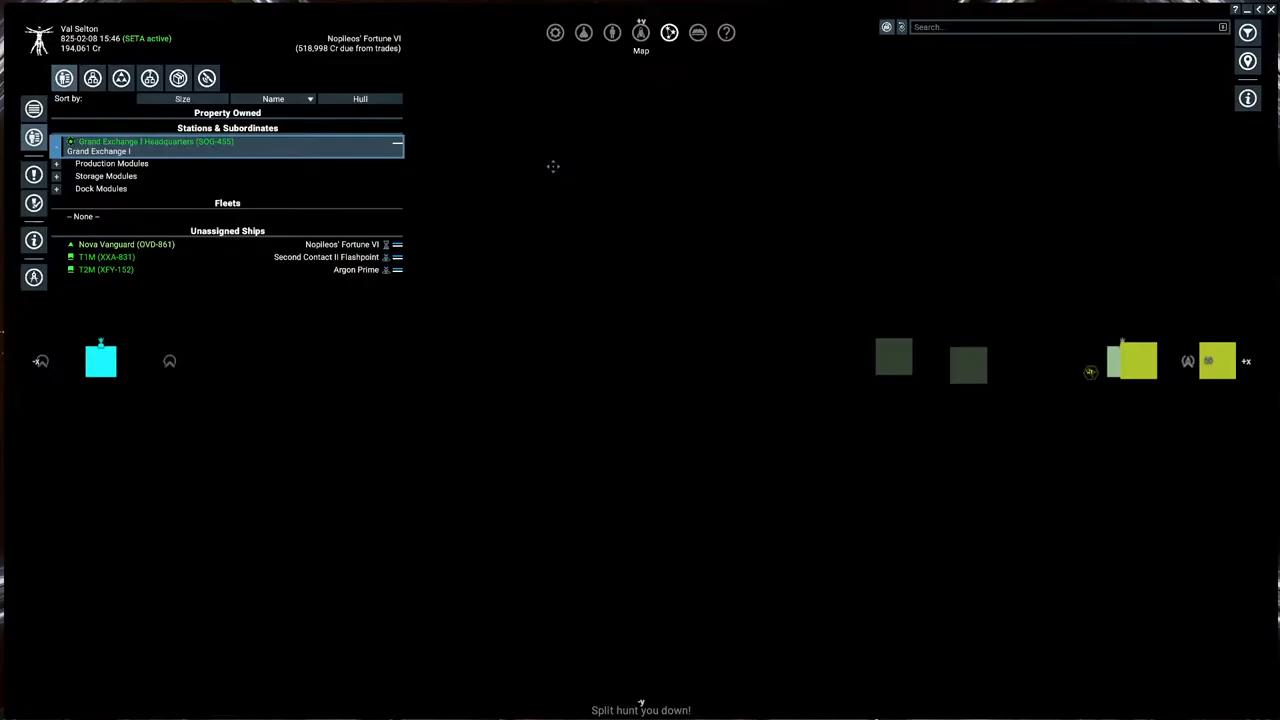 Val Selton
825-02-08 15:46 (SETA active)
194,061 Cr
Nopileos' Fortune VI
(518,998 Cr due from trades)
+y
Map
Search...
Sort by:
Size
Name
Hull
Property Owned
Stations & Subordinates
Grand Exchange I Headquarters (SOG-455)
Grand Exchange I
Production Modules
Storage Modules
Dock Modules
Fleets
-- None --
Unassigned Ships
Nova Vanguard (OVD-861) Nopileos' Fortune VI
T1M (XXA-831) Second Contact II Flashpoint
T2M (XFY-152) Argon Prime
-x
+x
-y
Split hunt you down!